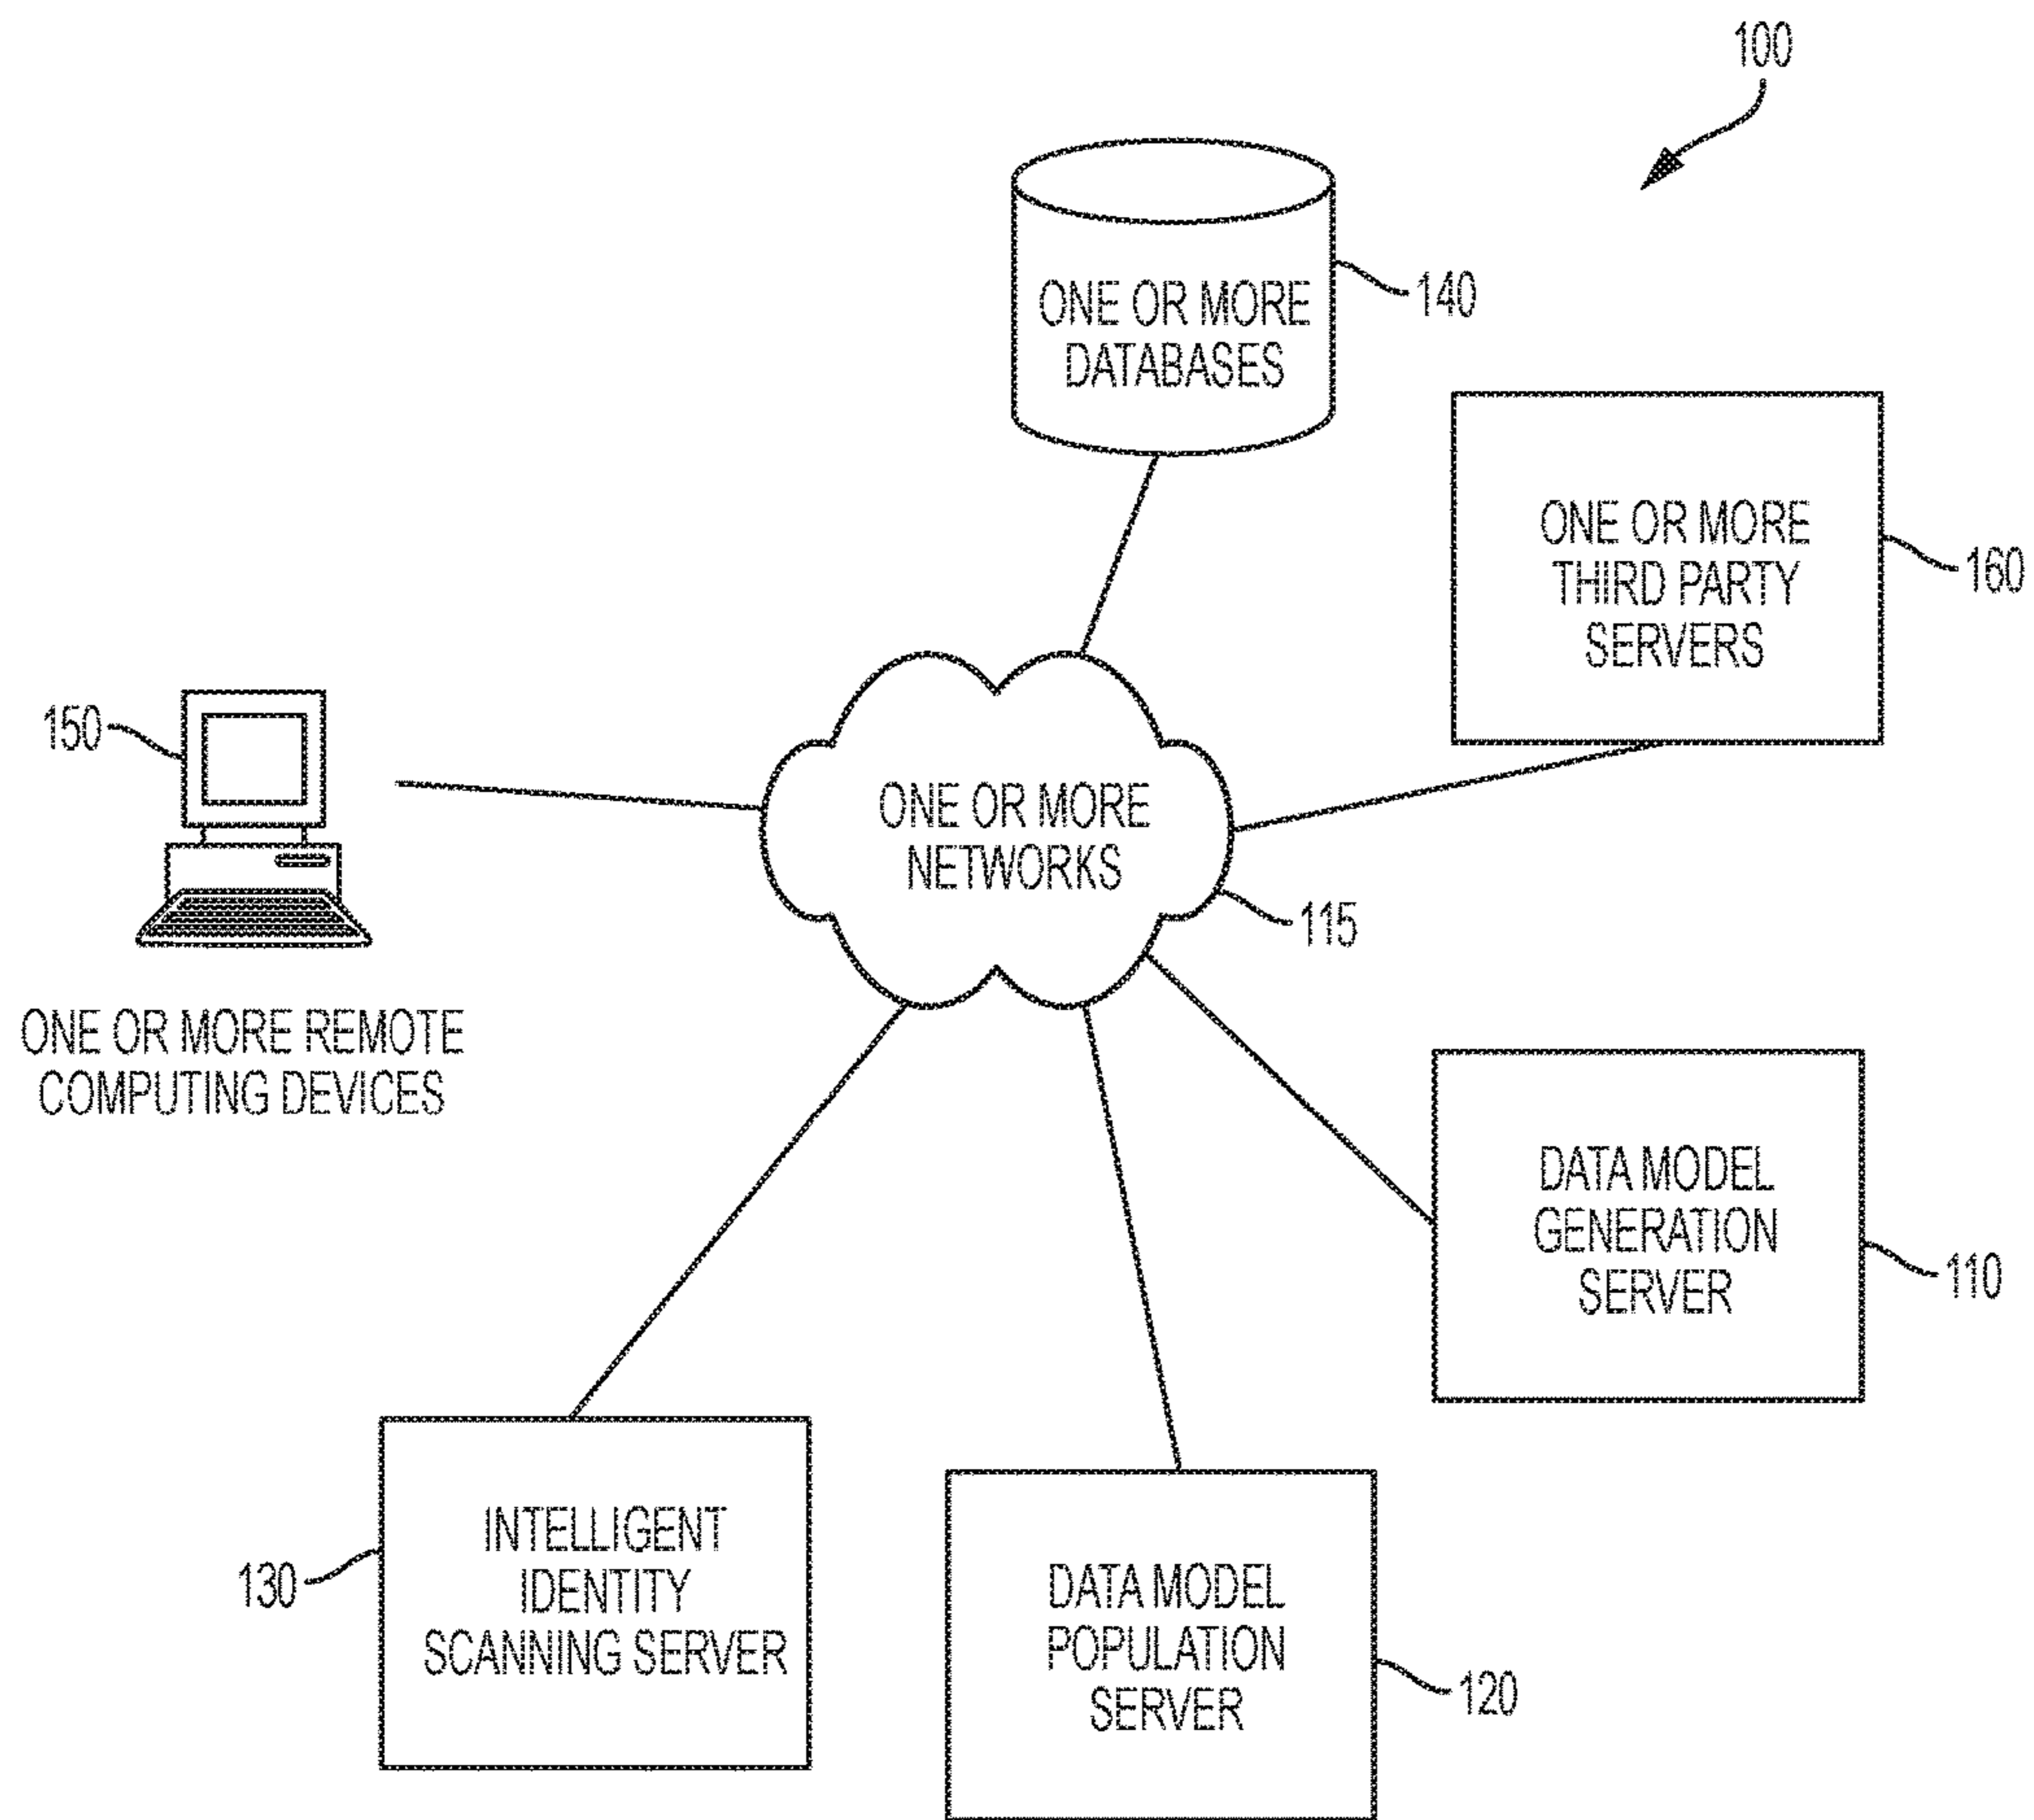 100
ONE OR MORE
DATABASES
140
ONE OR MORE
THIRD PARTY
SERVERS
160
150
ONE OR MORE
NETWORKS
115
ONE OR MORE REMOTE
COMPUTING DEVICES
DATA MODEL
GENERATION
SERVER
110
INTELLIGENT
IDENTITY
SCANNING SERVER
130
DATA MODEL
POPULATION
SERVER
120